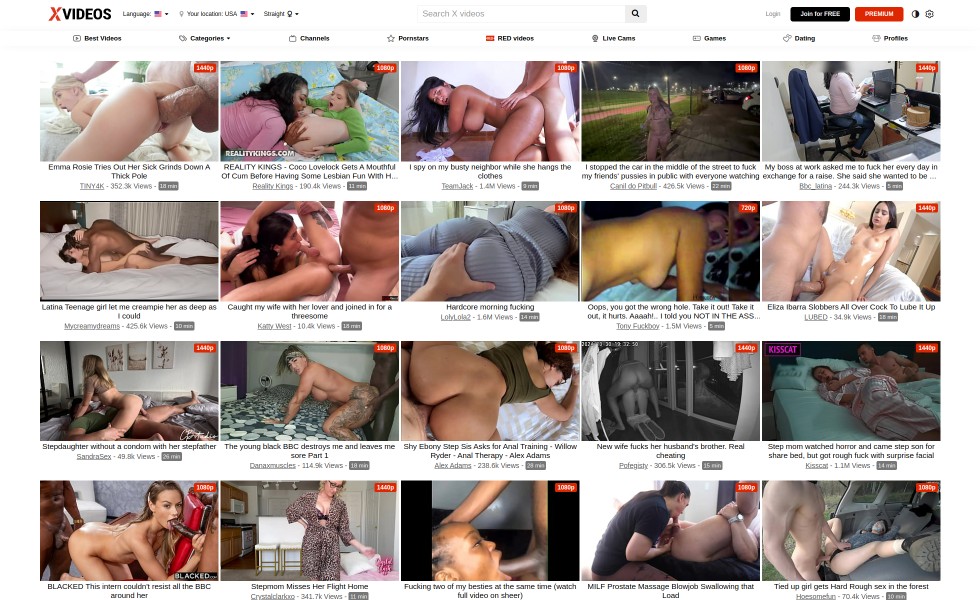 XVIDEOS
Language:
Your location: USA
Straight
Search X videos
Login
Join for FREE
PREMIUM
Best Videos
Categories
Channels
Pornstars
RED videos
Live Cams
Games
Dating
Profiles
1440p
1080p
1080p
1080p
1440p
REALITYKINGS.COM
Emma Rosie Tries Out Her Sick Grinds Down A
Thick Pole
TINY4K - 352.3k Views - 18 min
REALITY KINGS - Coco Lovelock Gets A Mouthful
Of Cum Before Having Some Lesbian Fun With H...
Reality Kings - 190.4k Views - 11 min
I spy on my busty neighbor while she hangs the
clothes
TeamJack - 1.4M Views - 9 min
I stopped the car in the middle of the street to fuck
my friends' pussies in public with everyone watching
Canil do Pitbull - 426.5k Views - 22 min
My boss at work asked me to fuck her every day in
exchange for a raise. She said she wanted to be ...
Bbc_latina - 244.3k Views - 5 min
1080p
1080p
720p
1440p
Latina Teenage girl let me creampie her as deep as
I could
Mycreamydreams - 425.6k Views - 10 min
Caught my wife with her lover and joined in for a
threesome
Katty West - 10.4k Views - 18 min
Hardcore morning fucking
LolyLola2 - 1.6M Views - 14 min
Oops, you got the wrong hole. Take it out! Take
it out, it hurts. Aaaah!.. I told you NOT IN THE ASS...
Tony Fuckboy - 1.5M Views - 6 min
Eliza Ibarra Slobbers All Over Cock To Lube It Up
LUBED - 34.9k Views - 18 min
1440p
1080p
1080p
1440p
KISSCAT
1440p
Stepdaughter without a condom with her stepfather
SandraSex - 49.8k Views - 26 min
The young black BBC destroys me and leaves me
sore Part 1
Danaxmuscles - 114.9k Views - 18 min
Shy Ebony Step Sis Asks for Anal Training - Willow
Ryder - Anal Therapy - Alex Adams
Alex Adams - 238.6k Views - 28 min
New wife fucks her husband's brother. Real
cheating
Pofegisty - 306.5k Views - 15 min
Step mom watched horror and came step son for
share bed, but got rough fuck with surprise facial
Kisscat - 1.1M Views - 14 min
1080p
1440p
1080p
1080p
1080p
BLACKED
BLACKED This intern couldn't resist all the BBC
around her
Stepmom Misses Her Flight Home
Crystalclarkxo - 341.7k Views - 11 min
Fucking two of my besties at the same time (watch
full video on sheer)
MILF Prostate Massage Blowjob Swallowing that
Load
Tied up girl gets Hard Rough sex in the forest
Hoesomefun - 70.4k Views - 10 min